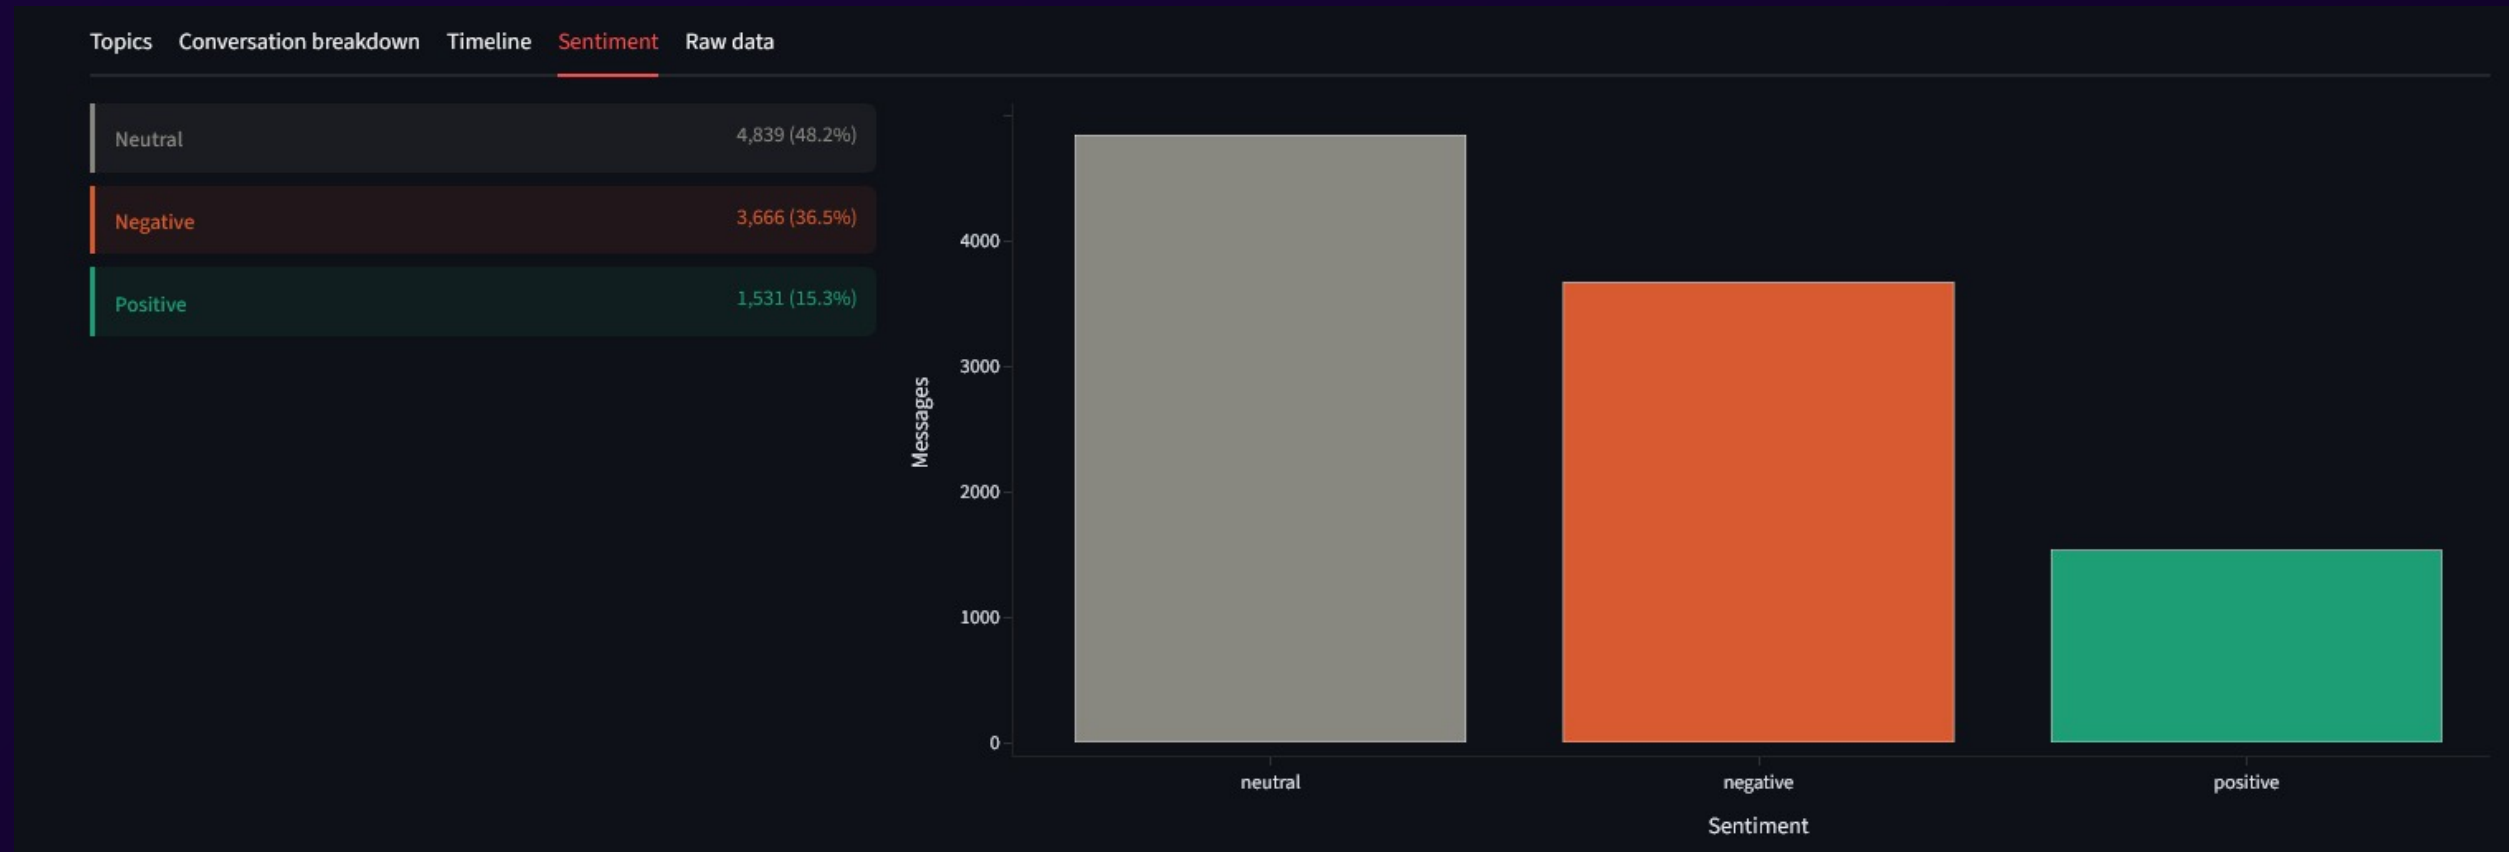 Topics Conversation breakdown Timeline Sentiment Raw data
Neutral 4,839 (48.2%)
Negative 3,666 (36.5%)
Positive 1,531 (15.3%)
Messages
4000
3000
2000
1000
0
neutral negative positive
Sentiment